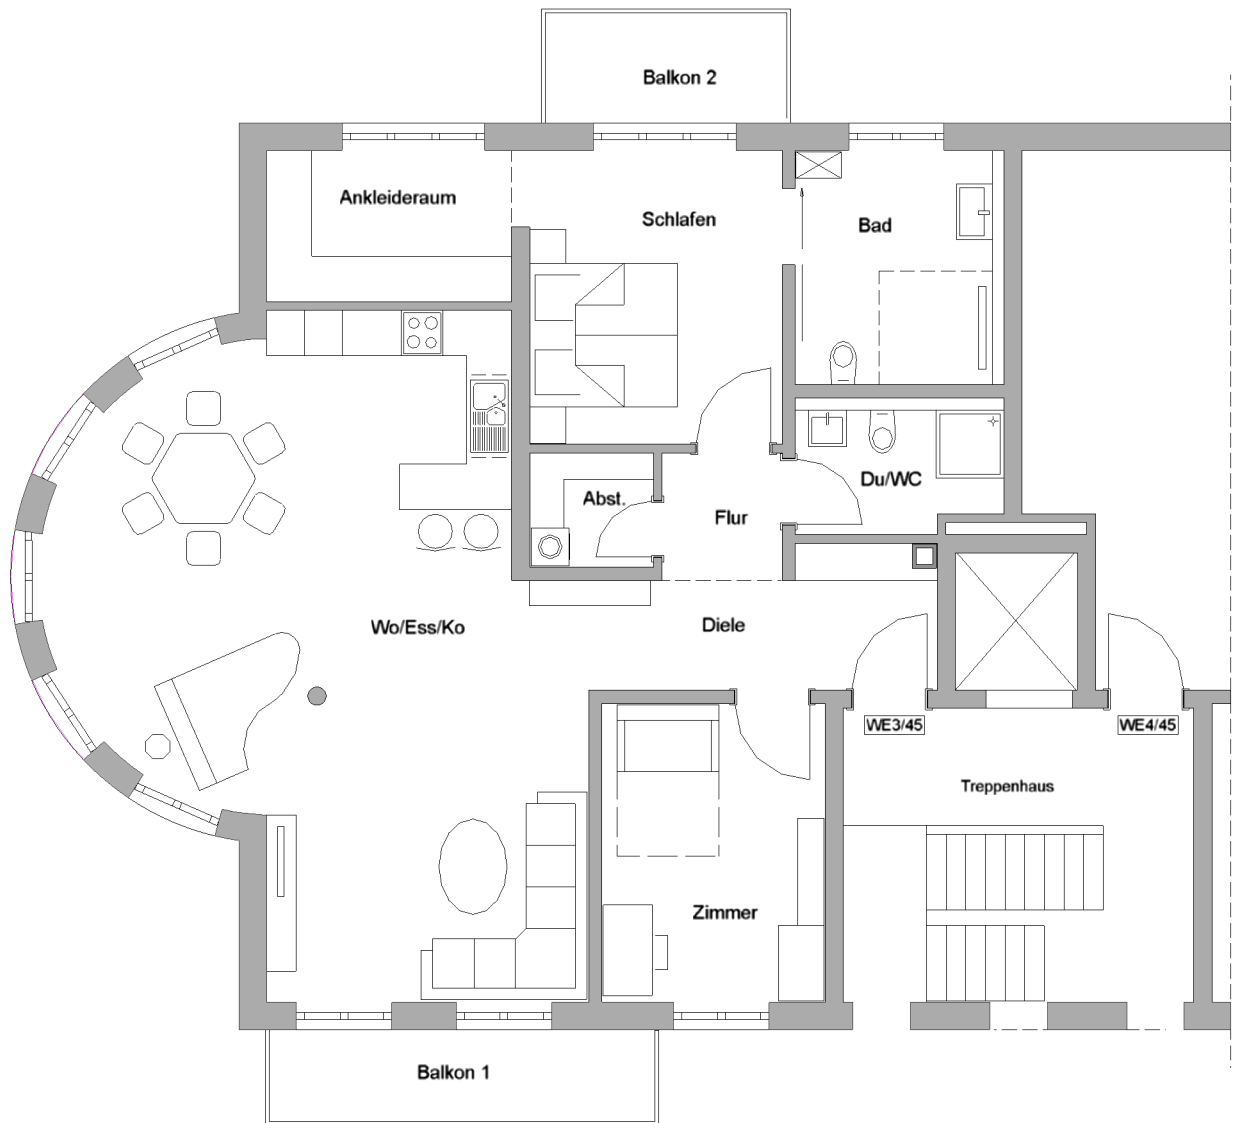 Balkon 2
Ankleideraum
Schlafen
Bad
Du/WC
Abst.
Flur
Wo/Ess/Ko
Diele
WE3/45
WE4/45
Treppenhaus
Zimmer
Balkon 1